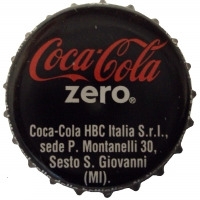 Coca-Cola
zero®
Coca-Cola HBC Italia S.r.l.,
sede P. Montanelli 30,
Sesto S. Giovanni
(MI).